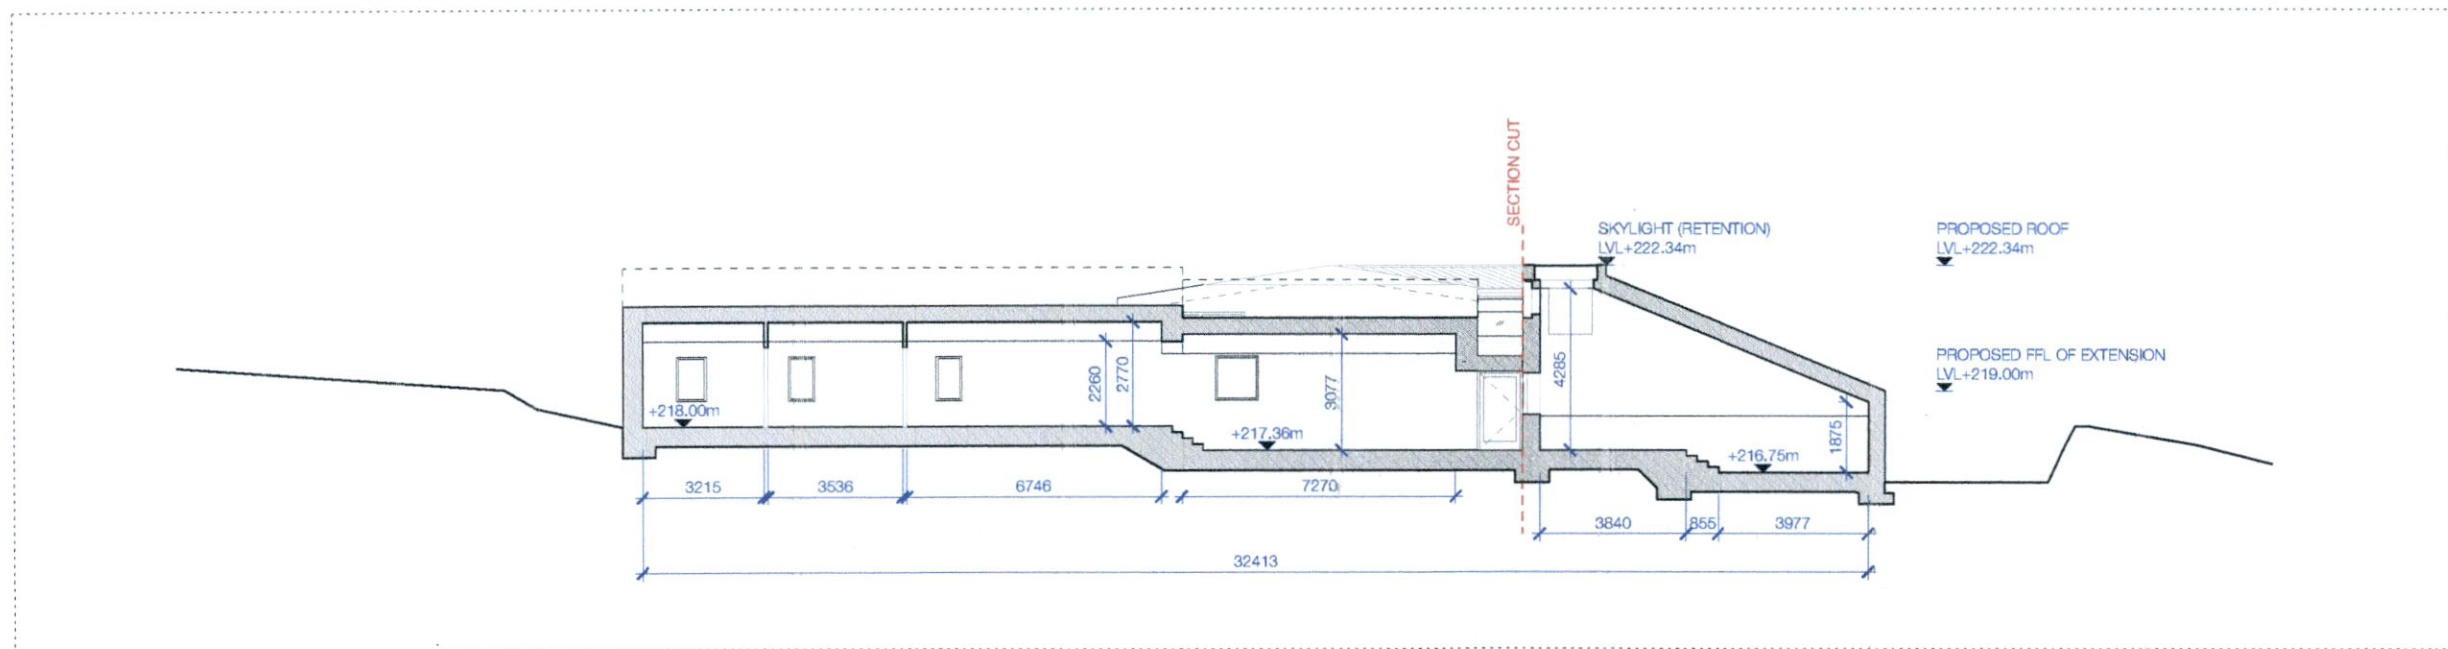 SECTION CUT
SKYLIGHT (RETENTION)
LVL+222.34m
PROPOSED ROOF
LVL+222.34m
PROPOSED FFL OF EXTENSION
LVL+219.00m
+218.00m
2260
2770
3077
4285
1875
+217.36m
+216.75m
3215
3536
6746
7270
3840
855
3977
32413